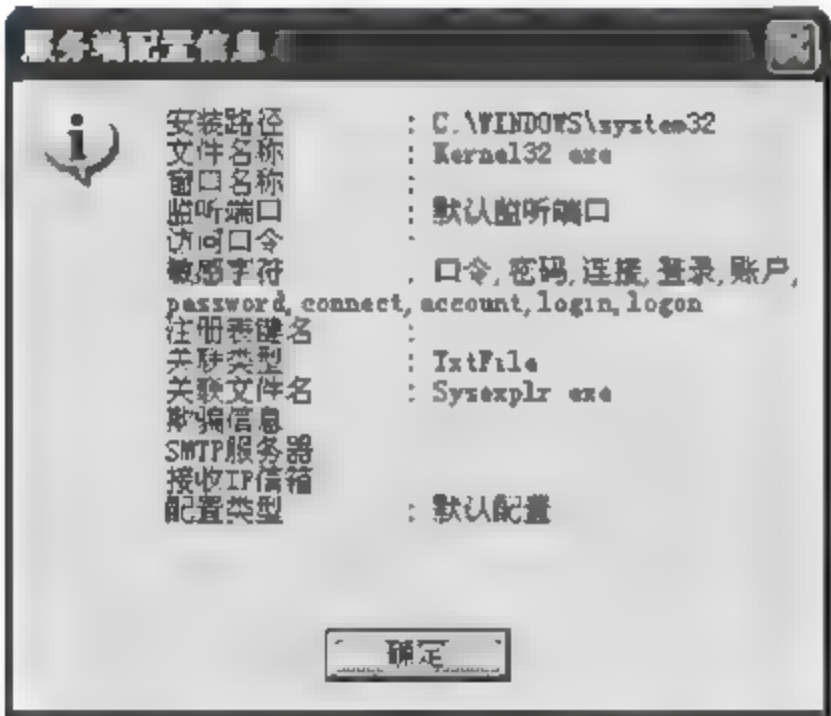 服务端配置信息
安装路径 : C:\WINDOWS\system32
文件名称 : Kernel32 exe
窗口名称 :
监听端口 : 默认监听端口
访问口令 :
敏感字符 : 口令,密码,连接,登录,账户,
password,connect,account,login,logon
注册表键名 :
关联类型 : TxtFile
关联文件名 : Sysexplr exe
欺骗信息
SMTP服务器
接收IP信箱
配置类型 : 默认配置
确定